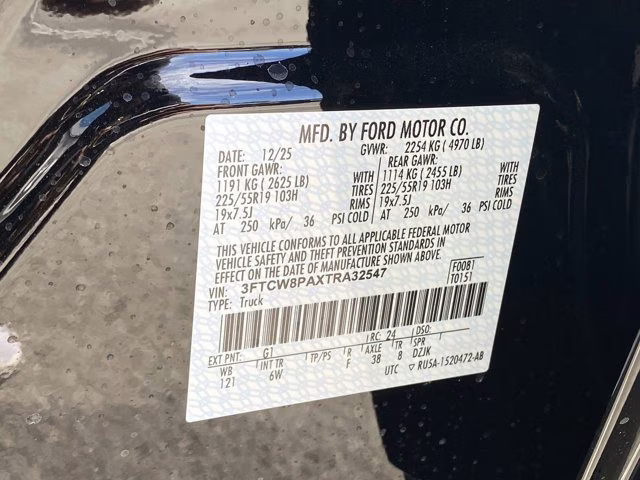 MFD. BY FORD MOTOR CO.
DATE: 12/25 GVWR: 2254 KG ( 4970 LB)
FRONT GAWR: REAR GAWR:
1191 KG ( 2625 LB) WITH 1114 KG ( 2455 LB) WITH
225/55R19 103H TIRES 225/55R19 103H TIRES
19x7.5J RIMS 19x7.5J RIMS
AT 250 kPa/ 36 PSI COLD AT 250 kPa/ 36 PSI COLD
THIS VEHICLE CONFORMS TO ALL APPLICABLE FEDERAL MOTOR
VEHICLE SAFETY AND THEFT PREVENTION STANDARDS IN
EFFECT ON THE DATE OF MANUFACTURE SHOWN ABOVE.
VIN: 3FTCW8PAXTRA32547 F0081
TYPE: Truck T0151
EXT PNT: G1 RC: 24 DSO:
WB INT TR TP/PS R AXLE TR SPR
121 6W F 38 8 DZJK
UTC ▽ RU5A-1520472-AB